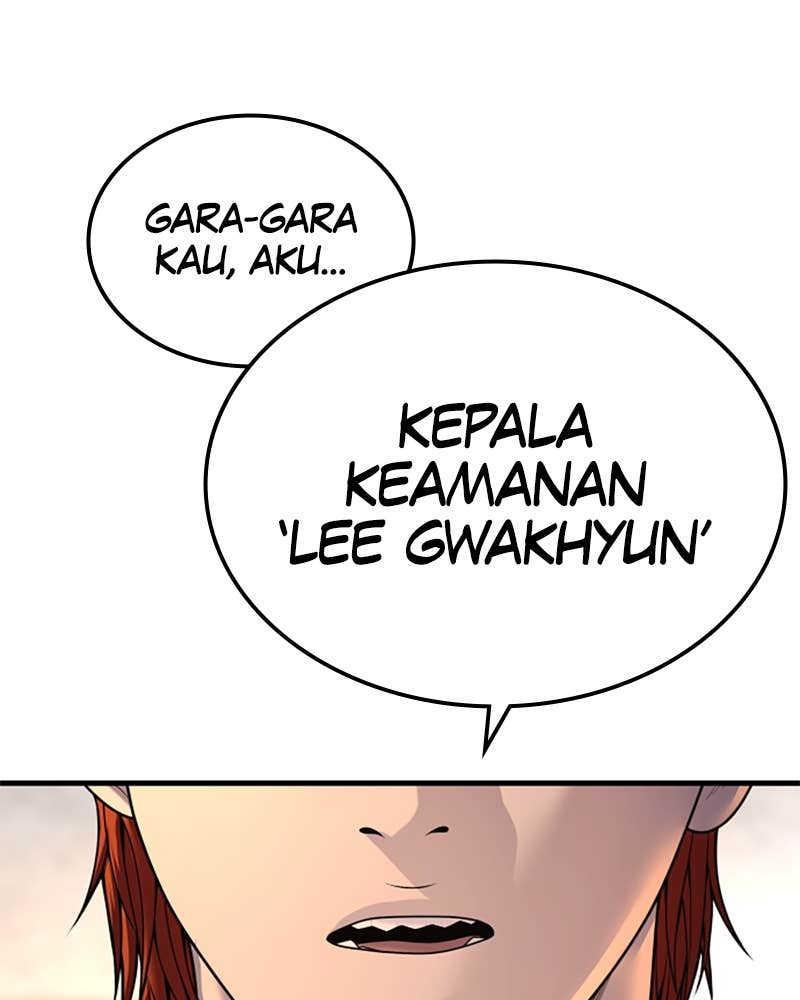 GARA-GARA
KAU, AKU...
KEPALA
KEAMANAN
'LEE GWAKHYUN'